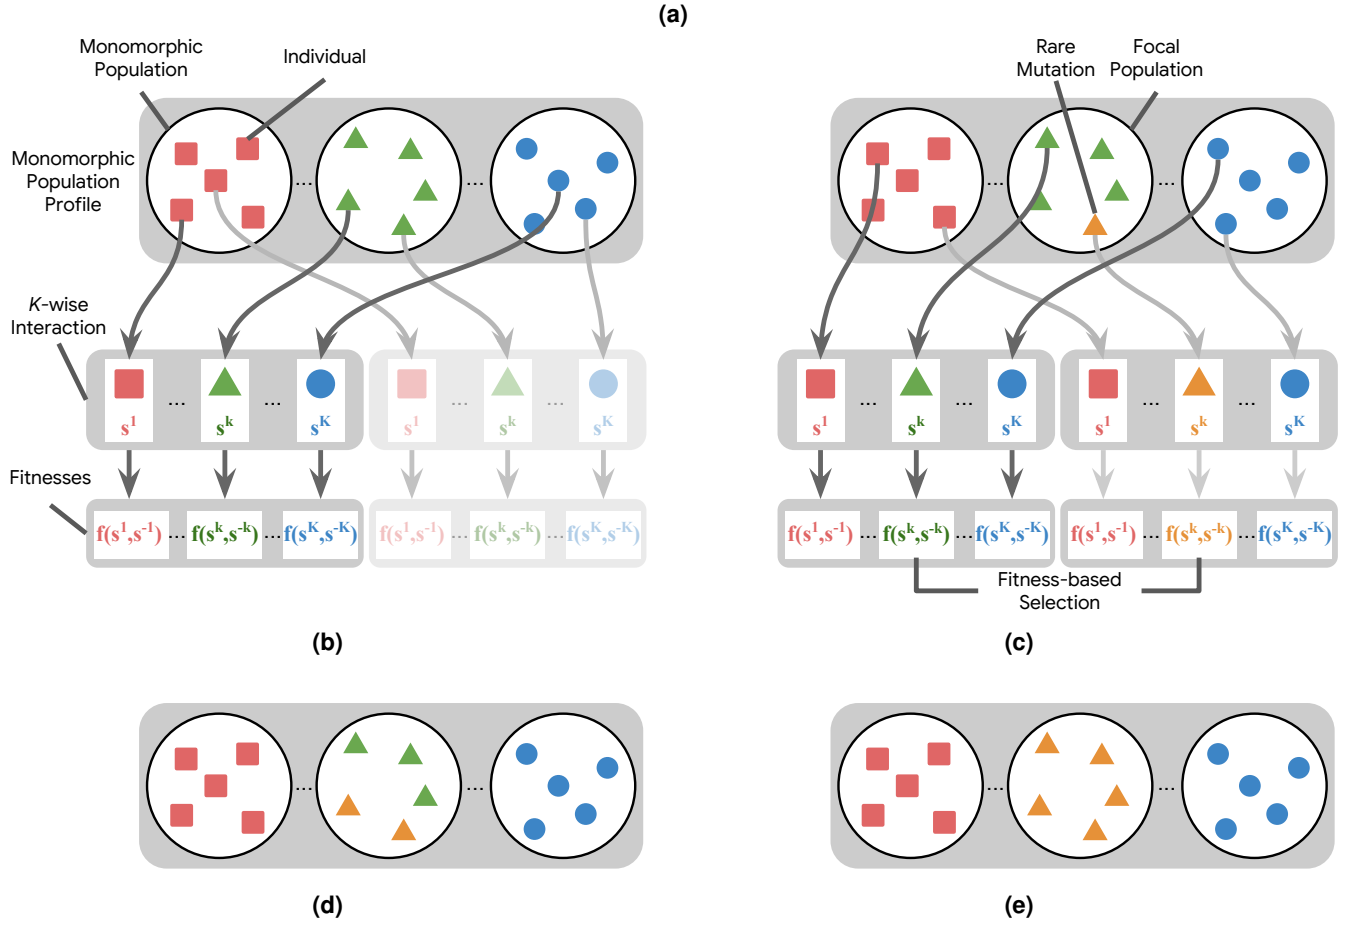 (a)
Monomorphic
Population
Individual
Monomorphic
Population
Profile
... ...
K-wise
Interaction
s¹ ... sᵏ ... sᴷ s¹ ... sᵏ ... sᴷ
Fitnesses
f(s¹,s⁻¹) ... f(sᵏ,s⁻ᵏ) ... f(sᴷ,s⁻ᴷ) f(s¹,s⁻¹) ... f(sᵏ,s⁻ᵏ) ... f(sᴷ,s⁻ᴷ)
(b)
Rare
Mutation
Focal
Population
... ...
s¹ ... sᵏ ... sᴷ s¹ ... sᵏ ... sᴷ
f(s¹,s⁻¹) ... f(sᵏ,s⁻ᵏ) ... f(sᴷ,s⁻ᴷ) f(s¹,s⁻¹) ... f(sᵏ,s⁻ᵏ) ... f(sᴷ,s⁻ᴷ)
Fitness-based
Selection
(c)
... ...
(d)
... ...
(e)